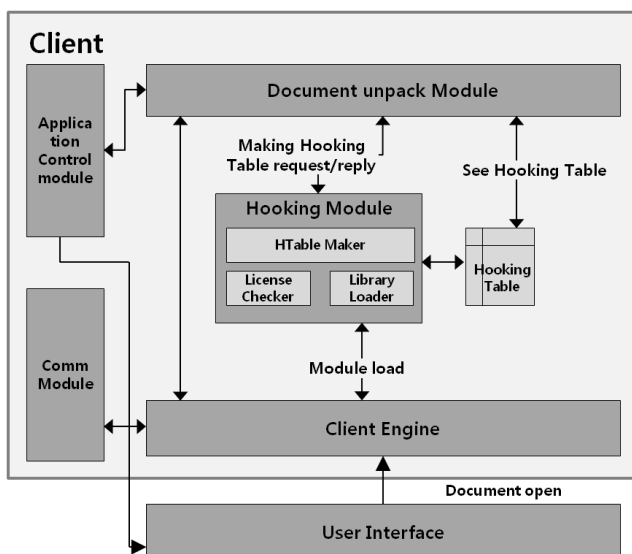 Client
Document unpack Module
Applica
tion
Control
module
Making Hooking
Table request/reply
See Hooking Table
Hooking Module
HTable Maker
License
Checker
Library
Loader
Hooking
Table
Comm
Module
Module load
Client Engine
Document open
User Interface